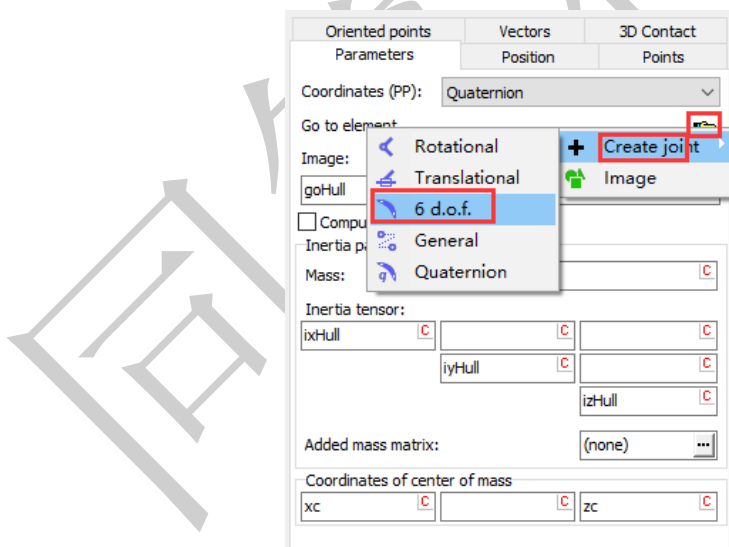 Oriented points Vectors 3D Contact
Parameters Position Points
Coordinates (PP): Quaternion
Go to element
Rotational Create joint
Image:
Translational Image
goHull
6 d.o.f.
Compu
General
Inertia p
Mass: Quaternion C
Inertia tensor:
ixHull C C C
iyHull C C
izHull C
Added mass matrix: (none) ...
Coordinates of center of mass
xc C C zc C